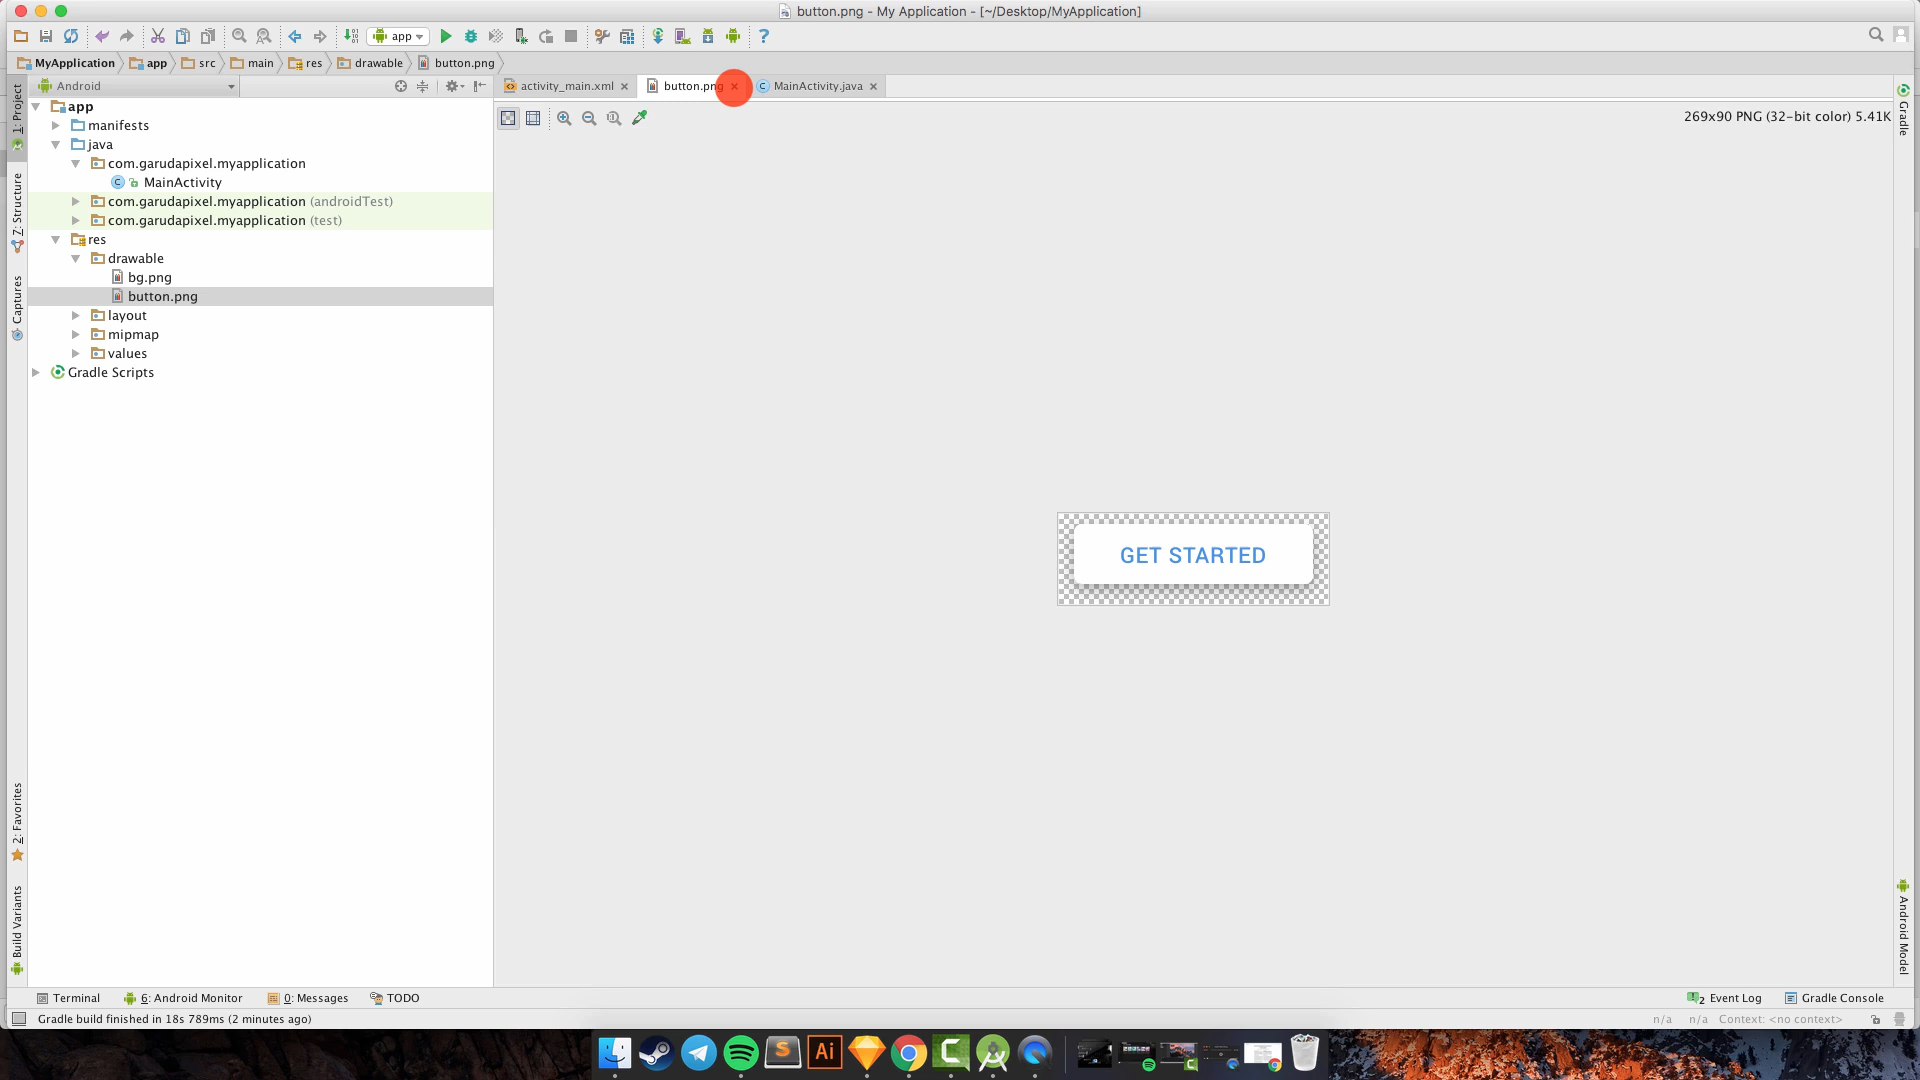 button.png - My Application - [~/Desktop/MyApplication]
app
MyApplication app src main res drawable button.png
Android
activity_main.xml button.png MainActivity.java
1: Project
7: Structure
Captures
2: Favorites
Build Variants
app
manifests
java
com.garudapixel.myapplication
MainActivity
com.garudapixel.myapplication (androidTest)
com.garudapixel.myapplication (test)
res
drawable
bg.png
button.png
layout
mipmap
values
Gradle Scripts
269x90 PNG (32-bit color) 5.41K
GET STARTED
Gradle
Android Model
Terminal 6: Android Monitor 0: Messages TODO
2 Event Log Gradle Console
Gradle build finished in 18s 789ms (2 minutes ago)
n/a n/a Context: <no context>
S Ai